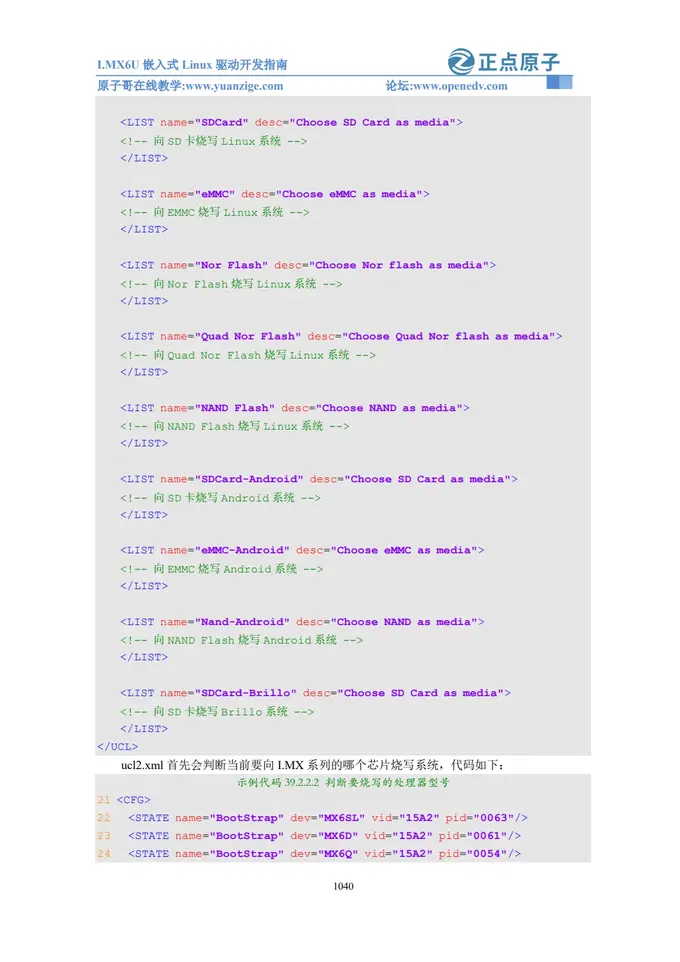 I.MX6U 嵌入式 Linux 驱动开发指南
正点原子
原子哥在线教学:www.yuanzige.com 论坛:www.openedv.com
<LIST name="SDCard" desc="Choose SD Card as media">
<!-- 向 SD 卡烧写 Linux 系统 -->
</LIST>
<LIST name="eMMC" desc="Choose eMMC as media">
<!-- 向 EMMC 烧写 Linux 系统 -->
</LIST>
<LIST name="Nor Flash" desc="Choose Nor flash as media">
<!-- 向 Nor Flash 烧写 Linux 系统 -->
</LIST>
<LIST name="Quad Nor Flash" desc="Choose Quad Nor flash as media">
<!-- 向 Quad Nor Flash 烧写 Linux 系统 -->
</LIST>
<LIST name="NAND Flash" desc="Choose NAND as media">
<!-- 向 NAND Flash 烧写 Linux 系统 -->
</LIST>
<LIST name="SDCard-Android" desc="Choose SD Card as media">
<!-- 向 SD 卡烧写 Android 系统 -->
</LIST>
<LIST name="eMMC-Android" desc="Choose eMMC as media">
<!-- 向 EMMC 烧写 Android 系统 -->
</LIST>
<LIST name="Nand-Android" desc="Choose NAND as media">
<!-- 向 NAND Flash 烧写 Android 系统 -->
</LIST>
<LIST name="SDCard-Brillo" desc="Choose SD Card as media">
<!-- 向 SD 卡烧写 Brillo 系统 -->
</LIST>
</UCL>
ucl2.xml 首先会判断当前要向 I.MX 系列的哪个芯片烧写系统，代码如下：
示例代码 39.2.2.2 判断要烧写的处理器型号
21 <CFG>
22 <STATE name="BootStrap" dev="MX6SL" vid="15A2" pid="0063"/>
23 <STATE name="BootStrap" dev="MX6D" vid="15A2" pid="0061"/>
24 <STATE name="BootStrap" dev="MX6Q" vid="15A2" pid="0054"/>
1040